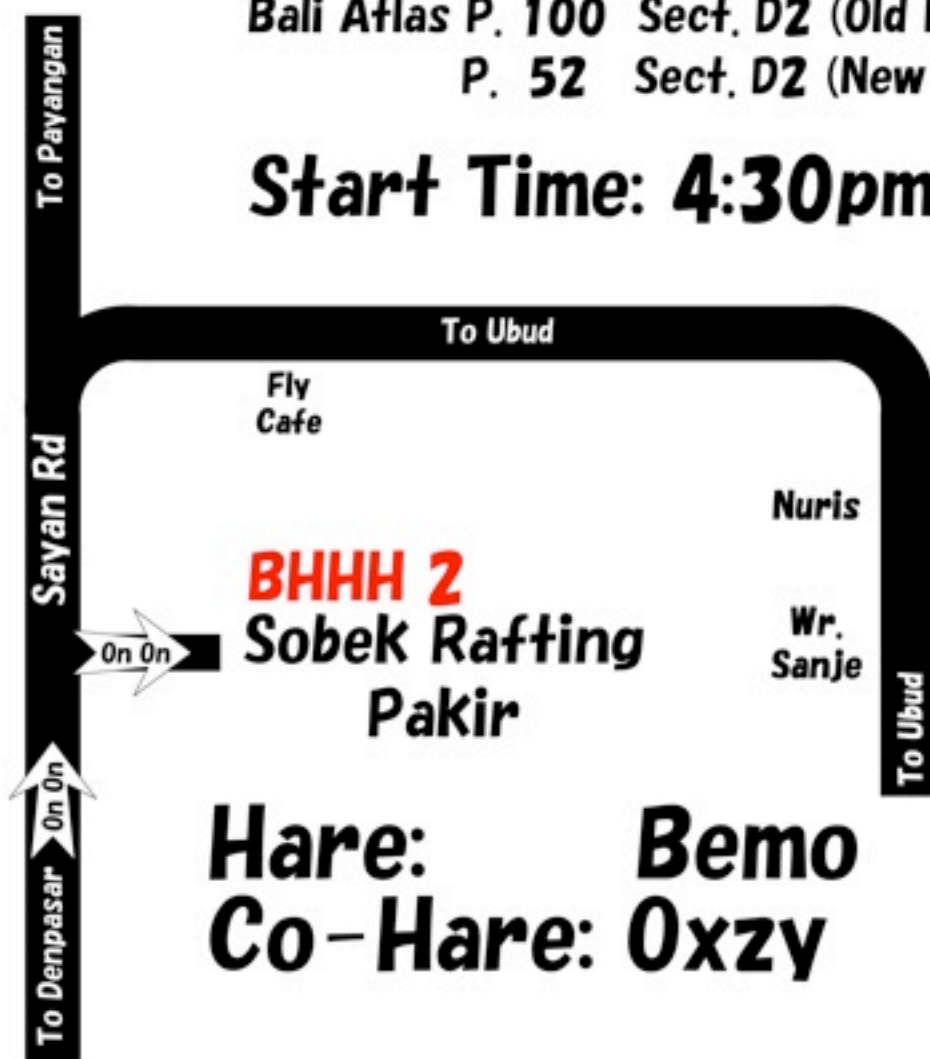 Bali Atlas P. 100 Sect. D2 (Old
P. 52 Sect. D2 (New
Start Time: 4:30pm
To Payangan
To Ubud
Fly
Cafe
Sayan Rd
Nuris
BHHH 2
Sobek Rafting
Pakir
On On
Wr.
Sanje
To Ubud
On On
To Denpasar
Hare: Bemo
Co-Hare: Oxzy